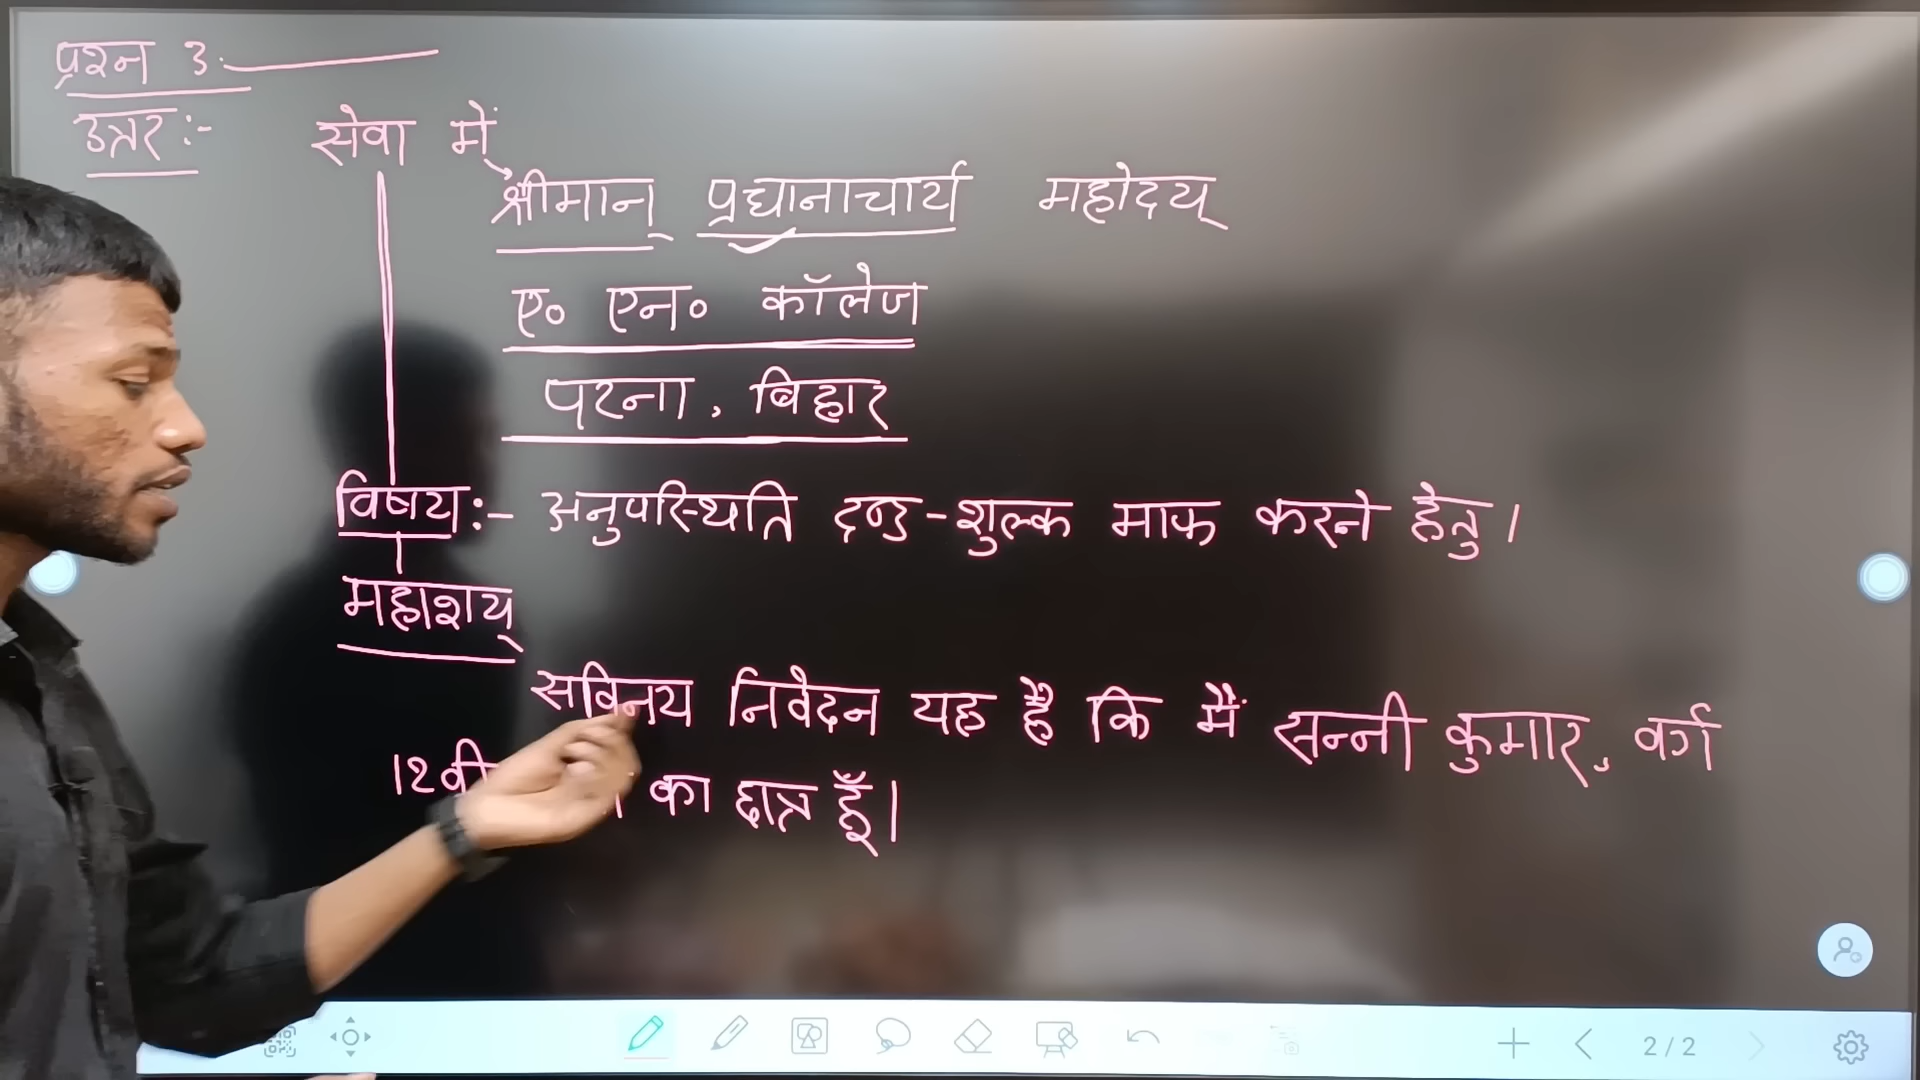 प्रश्न 3.
उत्तर :-
सेवा में
श्रीमान् प्रधानाचार्य महोदय्
ए० एन० कॉलेज
पटना, बिहार
विषय :- अनुपस्थिति दण्ड-शुल्क माफ करने हेतु।
महाशय्
सविनय निवेदन यह है कि मैं सन्नी कुमार, वर्ग
12वीं का छात्र हूँ।
2/2